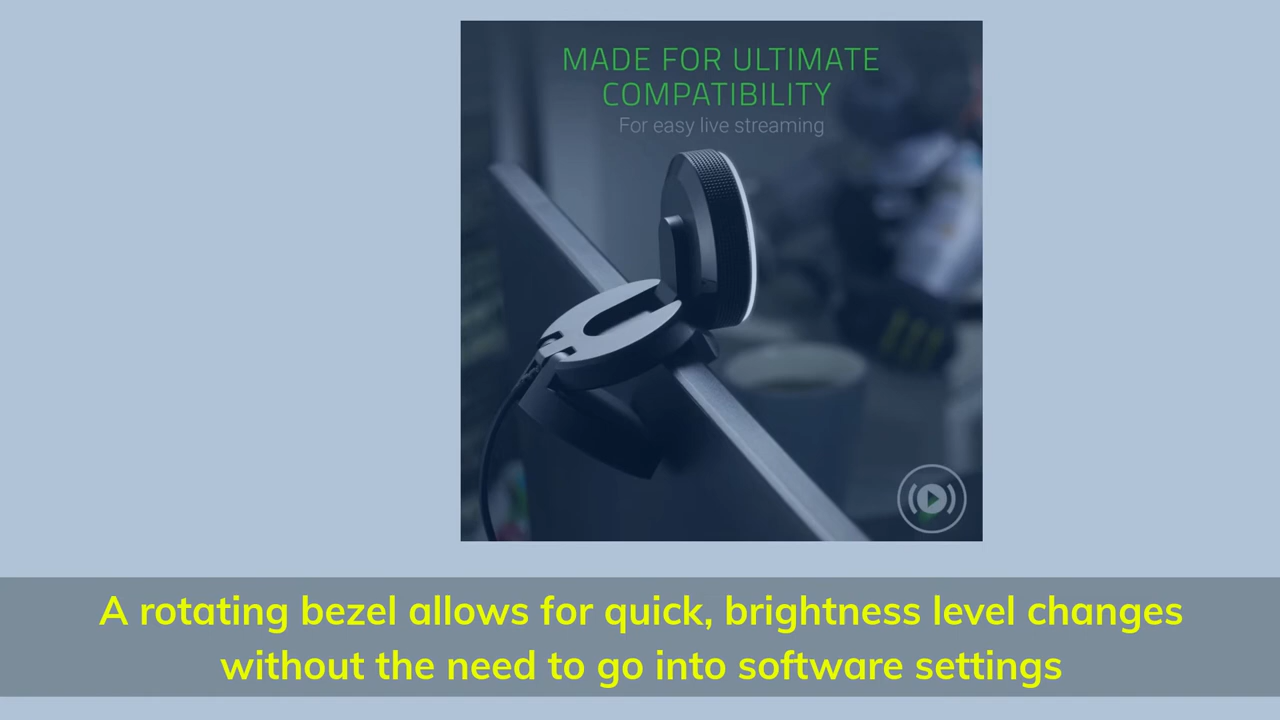 MADE FOR ULTIMATE
COMPATIBILITY
For easy live streaming
A rotating bezel allows for quick, brightness level changes
without the need to go into software settings